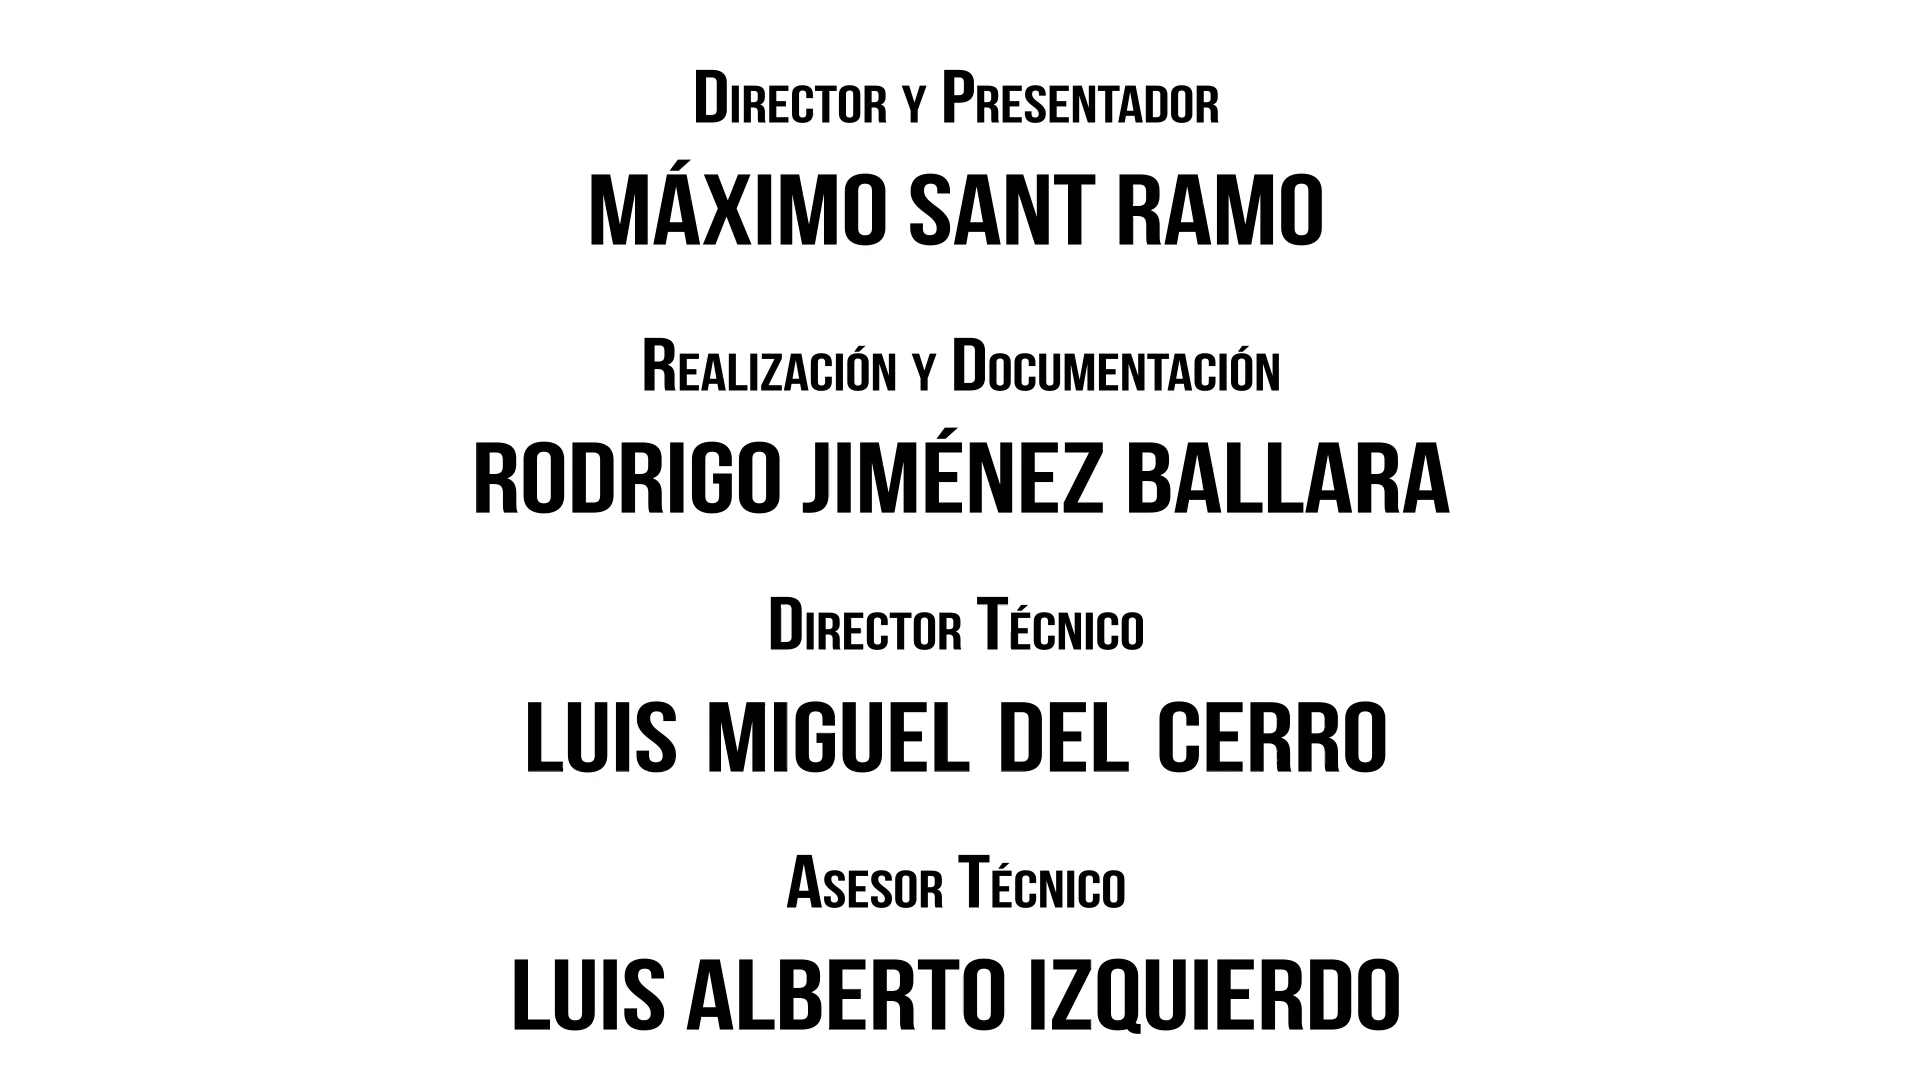 Director y Presentador
MÁXIMO SANT RAMO
Realización y Documentación
RODRIGO JIMÉNEZ BALLARA
Director Técnico
LUIS MIGUEL DEL CERRO
Asesor Técnico
LUIS ALBERTO IZQUIERDO